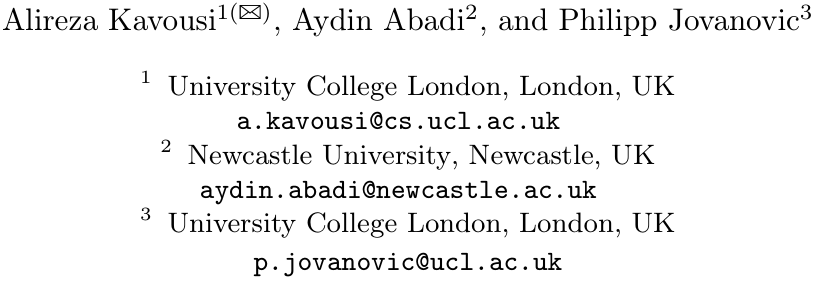 Alireza Kavousi¹⁽✉⁾, Aydin Abadi², and Philipp Jovanovic³
¹ University College London, London, UK
a.kavousi@cs.ucl.ac.uk
² Newcastle University, Newcastle, UK
aydin.abadi@newcastle.ac.uk
³ University College London, London, UK
p.jovanovic@ucl.ac.uk